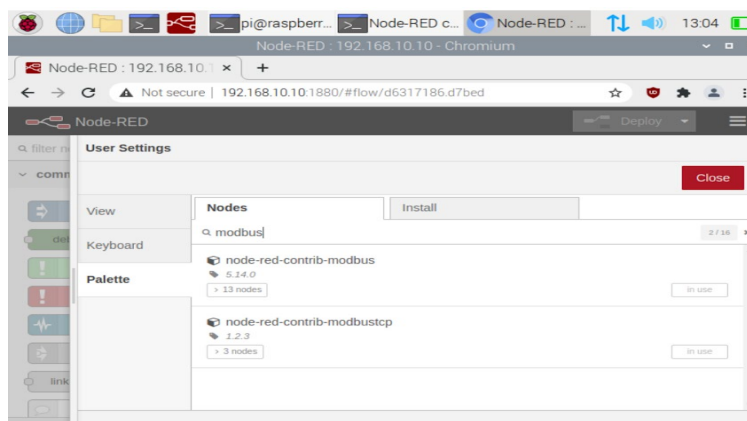 pi@raspberr...
Node-RED c...
Node-RED : ...
13:04
Node-RED : 192.168.10.10 - Chromium
Node-RED : 192.168.10.1
Not secure | 192.168.10.10:1880/#flow/d6317186.d7bed
Node-RED
Deploy
filter n
User Settings
comm
Close
View
Nodes
Install
modbus
2 / 16
Keyboard
del
node-red-contrib-modbus
5.14.0
> 13 nodes
in use
Palette
node-red-contrib-modbustcp
1.2.3
> 3 nodes
in use
link